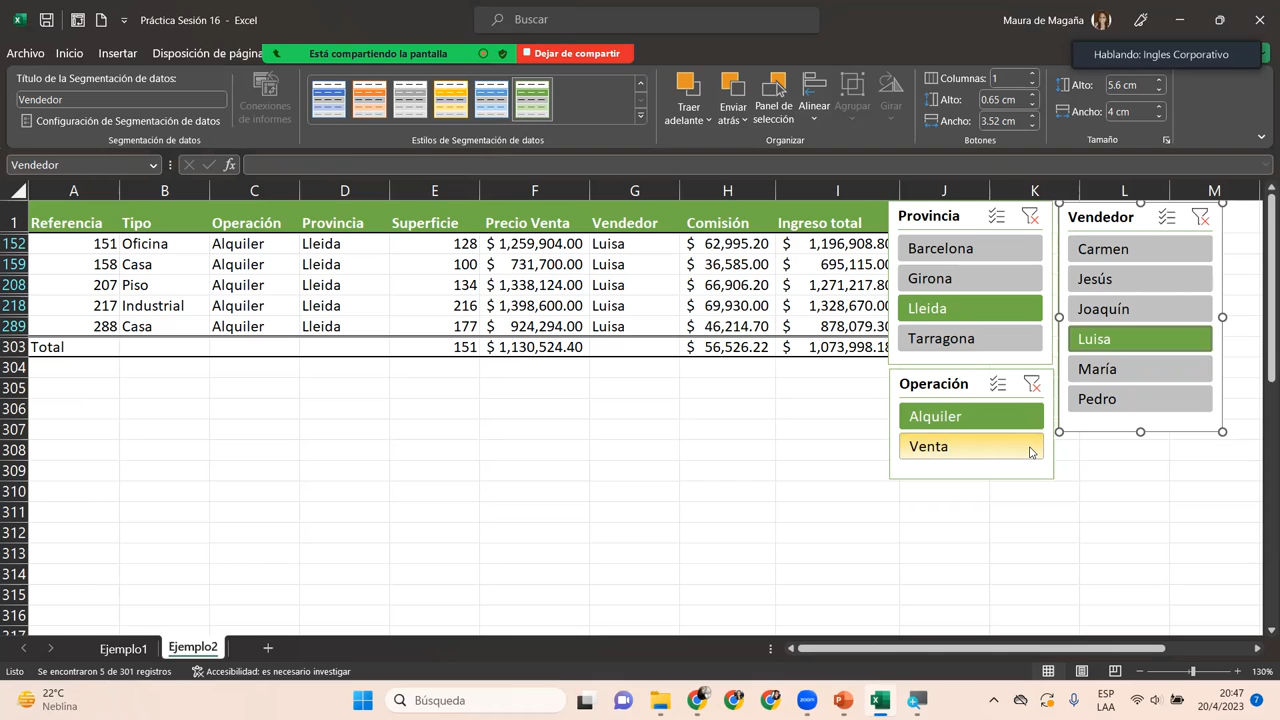 Práctica Sesión 16 - Excel
Buscar
Maura de Magaña
Archivo Inicio Insertar Disposición de página
Está compartiendo la pantalla
Dejar de compartir
Hablando: Ingles Corporativo
Título de la Segmentación de datos:
Vendedor
Configuración de Segmentación de datos
Conexiones de informes
Segmentación de datos
Estilos de Segmentación de datos
Traer adelante
Enviar atrás
Panel de selección
Alinear
Agrupar
Girar
Organizar
Columnas: 1
Alto: 0.65 cm
Ancho: 3.52 cm
Botones
Alto: 5.6 cm
Ancho: 4 cm
Tamaño
Vendedor
fx
A B C D E F G H I J K L M
1 Referencia Tipo Operación Provincia Superficie Precio Venta Vendedor Comisión Ingreso total
152 151 Oficina Alquiler Lleida 128 $ 1,259,904.00 Luisa $ 62,995.20 $ 1,196,908.80
159 158 Casa Alquiler Lleida 100 $ 731,700.00 Luisa $ 36,585.00 $ 695,115.00
208 207 Piso Alquiler Lleida 134 $ 1,338,124.00 Luisa $ 66,906.20 $ 1,271,217.80
218 217 Industrial Alquiler Lleida 216 $ 1,398,600.00 Luisa $ 69,930.00 $ 1,328,670.00
289 288 Casa Alquiler Lleida 177 $ 924,294.00 Luisa $ 46,214.70 $ 878,079.30
303 Total 151 $ 1,130,524.40 $ 56,526.22 $ 1,073,998.18
304
305
306
307
308
309
310
311
312
313
314
315
316
317
Provincia
Barcelona
Girona
Lleida
Tarragona
Operación
Alquiler
Venta
Vendedor
Carmen
Jesús
Joaquín
Luisa
María
Pedro
Ejemplo1 Ejemplo2
Listo Se encontraron 5 de 301 registros Accesibilidad: es necesario investigar
130%
22°C
Neblina
Búsqueda
ESP
LAA
20:47
20/4/2023
7